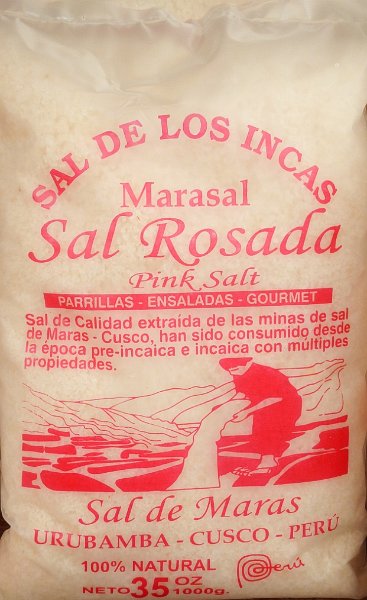 SAL DE LOS INCAS
Marasal
Sal Rosada
Pink Salt
PARRILLAS - ENSALADAS - GOURMET
Sal de Calidad extraída de las minas de sal
de Maras - Cusco, han sido consumido desde
la época pre-incaica e incaica con múltiples
propiedades.
Sal de Maras
URUBAMBA - CUSCO - PERÚ
100% NATURAL
NETO 35 OZ 1000g.
Perú